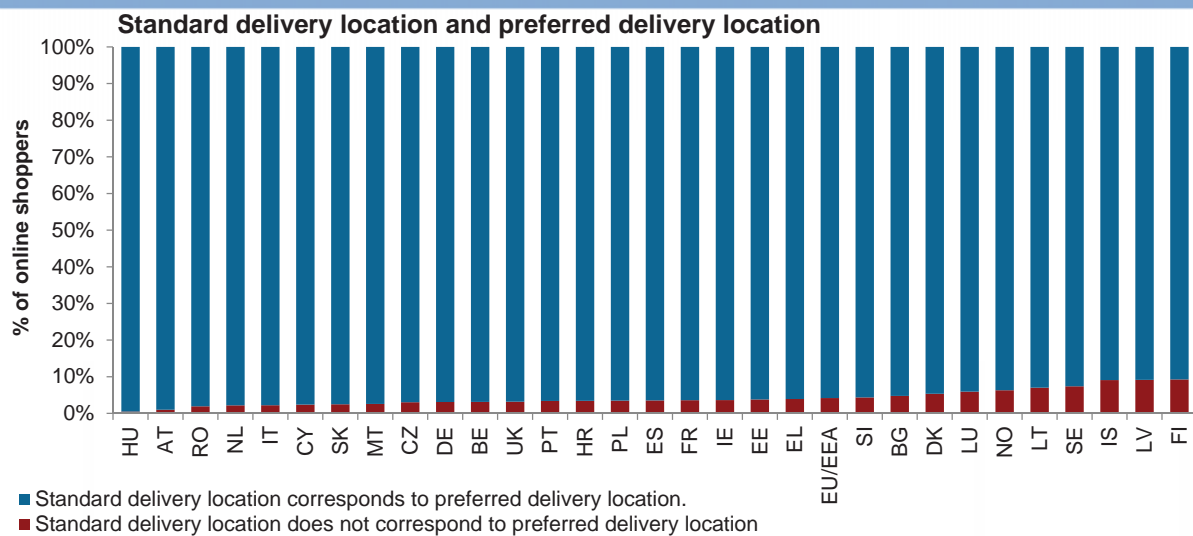 Standard delivery location and preferred delivery location
100%
90%
80%
70%
60%
50%
40%
30%
20%
10%
0%
% of online shoppers
HU AT RO NL IT CY SK MT CZ DE BE UK PT HR PL ES FR IE EE EL EU/EEA SI BG DK LU NO LT SE IS LV FI
Standard delivery location corresponds to preferred delivery location.
Standard delivery location does not correspond to preferred delivery location